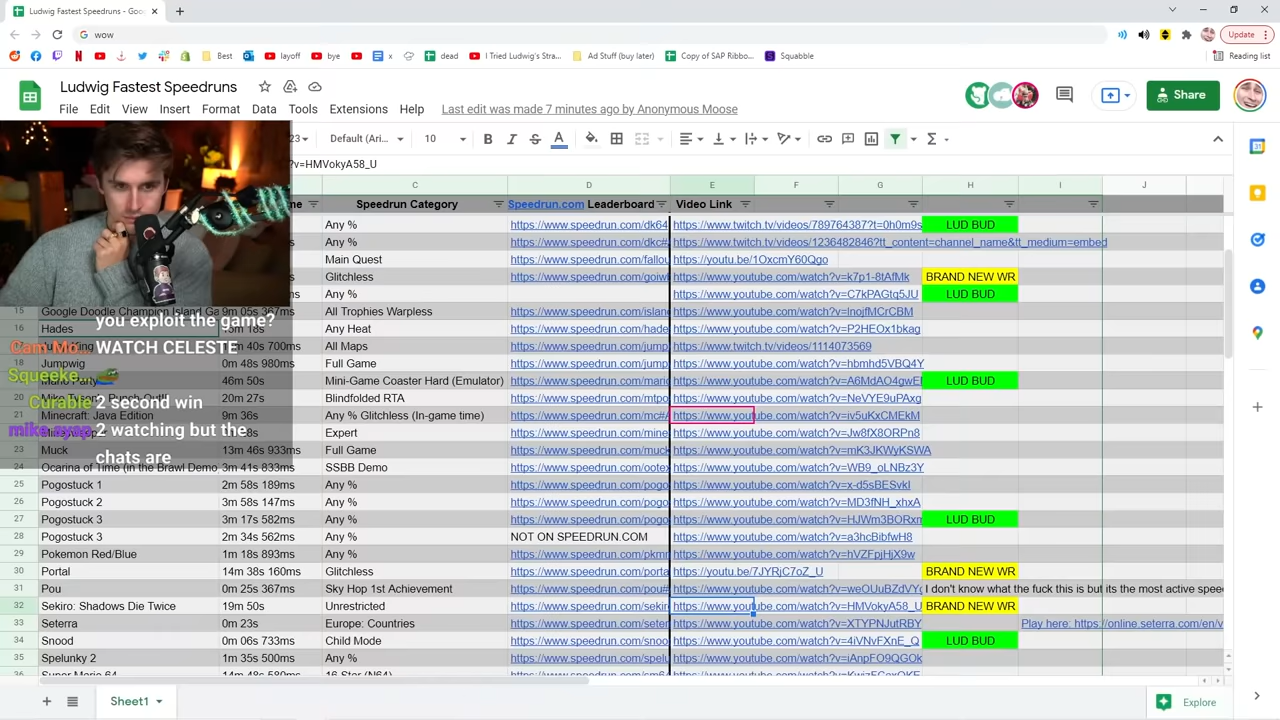 Ludwig Fastest Speedruns - Goo
wow
Update
Best
layoff
bye
x
dead
I Tried Ludwig's Stra...
Ad Stuff (buy later)
Copy of SAP Ribbo...
Squabble
Reading list
Ludwig Fastest Speedruns
File Edit View Insert Format Data Tools Extensions Help Last edit was made 7 minutes ago by Anonymous Moose
Share
23 Default (Ari... 10
?v=HMVokyA58_U
C D E F G H I J
me Speedrun Category Speedrun.com Leaderboard Video Link
Any % https://www.speedrun.com/dk64 https://www.twitch.tv/videos/789764387?t=0h0m9s LUD BUD
Any % https://www.speedrun.com/dkc# https://www.twitch.tv/videos/1236482846?tt_content=channel_name&tt_medium=embed
Main Quest https://www.speedrun.com/fallou https://youtu.be/1OxcmY60Qgo
Glitchless https://www.speedrun.com/goiw https://www.youtube.com/watch?v=k7p1-8tAfMk BRAND NEW WR
Any % https://www.youtube.com/watch?v=C7kPAGtq5JU LUD BUD
15 Google Doodle Champion Island Ga 9m 05s 367ms All Trophies Warpless https://www.speedrun.com/islan https://www.youtube.com/watch?v=lnojfMCrCBM
16 Hades Any Heat https://www.speedrun.com/hade https://www.youtube.com/watch?v=P2HEOx1bkag
40s 700ms All Maps https://www.speedrun.com/jump https://www.twitch.tv/videos/1114073569
18 Jumpwig 0m 48s 980ms Full Game https://www.speedrun.com/jump https://www.youtube.com/watch?v=hbmhd5VBQ4Y
Mario Party 46m 50s Mini-Game Coaster Hard (Emulator) https://www.speedrun.com/mario https://www.youtube.com/watch?v=A6MdAO4gwE LUD BUD
20 20m 27s Blindfolded RTA https://www.speedrun.com/mtpo https://www.youtube.com/watch?v=NeVYE9uPAxg
21 Minecraft: Java Edition 9m 36s Any % Glitchless (In-game time) https://www.speedrun.com/mc# https://www.youtube.com/watch?v=iv5uKxCMEkM
Expert https://www.speedrun.com/mine https://www.youtube.com/watch?v=Jw8fX8ORPn8
23 Muck 13m 46s 933ms Full Game https://www.speedrun.com/muck https://www.youtube.com/watch?v=mK3JKWySKWA
24 Ocarina of Time (in the Brawl Demo 3m 41s 833ms SSBB Demo https://www.speedrun.com/ootex https://www.youtube.com/watch?v=WB9_oLNBz3Y
25 Pogostuck 1 2m 58s 189ms Any % https://www.speedrun.com/pogo https://www.youtube.com/watch?v=x-d5sBESvkI
26 Pogostuck 2 3m 58s 147ms Any % https://www.speedrun.com/pogo https://www.youtube.com/watch?v=MD3fNH_xhxA
27 Pogostuck 3 3m 17s 582ms Any % https://www.speedrun.com/pogo https://www.youtube.com/watch?v=HJWm3BORxm LUD BUD
28 Pogostuck 3 2m 34s 562ms Any % NOT ON SPEEDRUN.COM https://www.youtube.com/watch?v=a3hcBibfwH8
29 Pokemon Red/Blue 1m 18s 893ms Any % https://www.speedrun.com/pkmr https://www.youtube.com/watch?v=hVZFpjHjX9w
30 Portal 14m 38s 160ms Glitchless https://www.speedrun.com/porta https://youtu.be/7JYRjC7oZ_U BRAND NEW WR
31 Pou 0m 25s 367ms Sky Hop 1st Achievement https://www.speedrun.com/pou# https://www.youtube.com/watch?v=weOUuBZdVY I don't know what the fuck this is but its the most active spee
32 Sekiro: Shadows Die Twice 19m 50s Unrestricted https://www.speedrun.com/sekir https://www.youtube.com/watch?v=HMVokyA58_U BRAND NEW WR
33 Seterra 0m 23s Europe: Countries https://www.speedrun.com/seter https://www.youtube.com/watch?v=XTYPNJutRBY Play here: https://online.seterra.com/en/v
34 Snood 0m 06s 733ms Child Mode https://www.speedrun.com/snoo https://www.youtube.com/watch?v=4iVNvFXnE_Q LUD BUD
35 Spelunky 2 1m 35s 500ms Any % https://www.speedrun.com/spelu https://www.youtube.com/watch?v=iAnpFO9QGOk
you exploit the game?
Cam Mo... WATCH CELESTE
Squeeke...
Curable 2 second win
2 watching but the
chats are
Sheet1
Explore